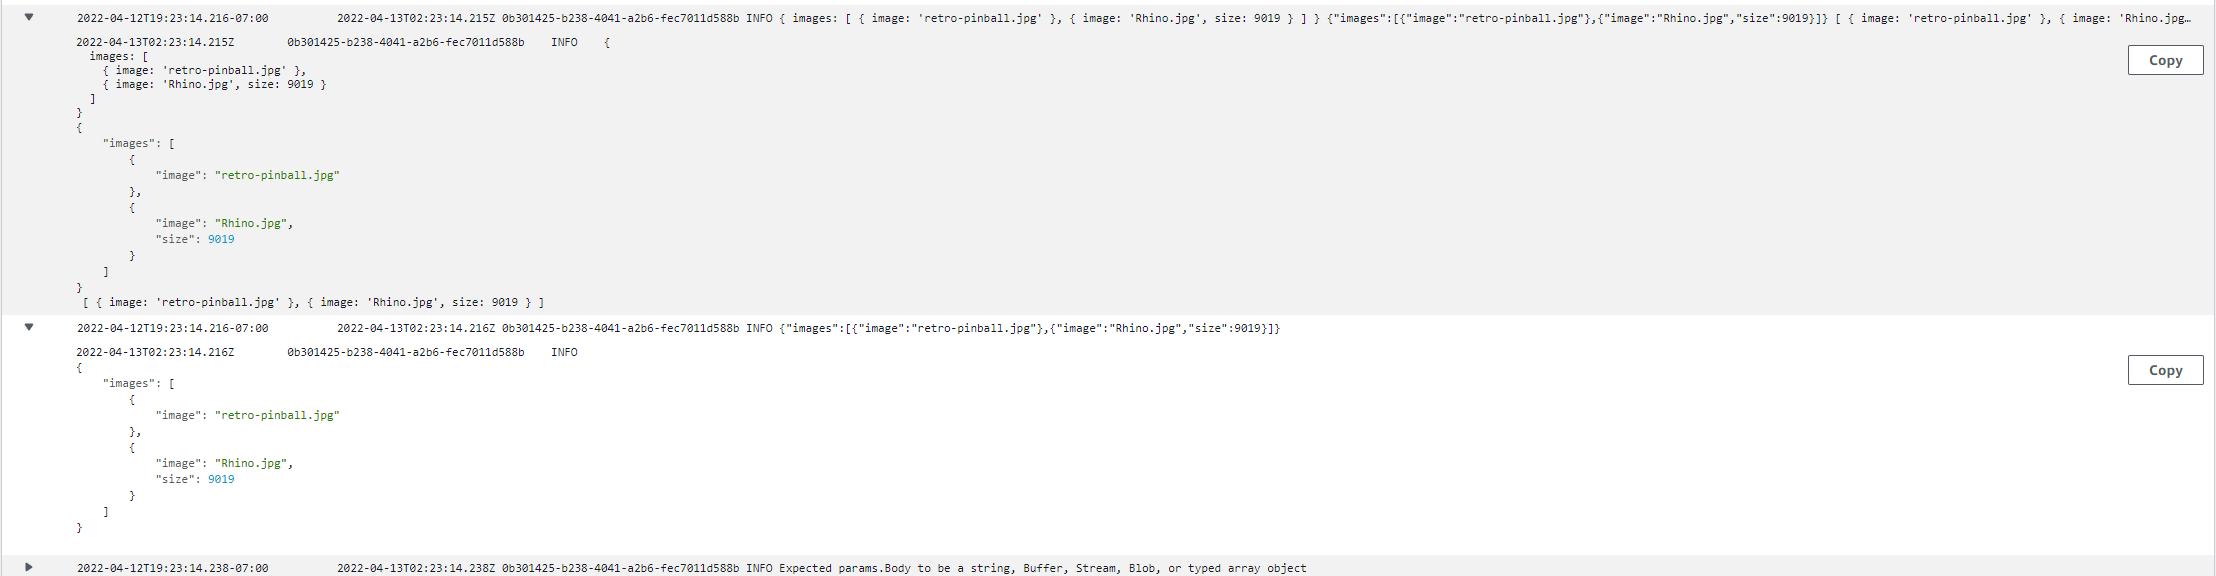 2022-04-12T19:23:14.216-07:00 2022-04-13T02:23:14.215Z 0b301425-b238-4041-a2b6-fec7011d588b INFO { images: [ { image: 'retro-pinball.jpg' }, { image: 'Rhino.jpg', size: 9019 } ] } {"images":[{"image":"retro-pinball.jpg"},{"image":"Rhino.jpg","size":9019}]} [ { image: 'retro-pinball.jpg' }, { image: 'Rhino.jpg…
2022-04-13T02:23:14.215Z 0b301425-b238-4041-a2b6-fec7011d588b INFO {
Copy
images: [
{ image: 'retro-pinball.jpg' },
{ image: 'Rhino.jpg', size: 9019 }
]
}
{
"images": [
{
"image": "retro-pinball.jpg"
},
{
"image": "Rhino.jpg",
"size": 9019
}
]
}
[ { image: 'retro-pinball.jpg' }, { image: 'Rhino.jpg', size: 9019 } ]
2022-04-12T19:23:14.216-07:00 2022-04-13T02:23:14.216Z 0b301425-b238-4041-a2b6-fec7011d588b INFO {"images":[{"image":"retro-pinball.jpg"},{"image":"Rhino.jpg","size":9019}]}
2022-04-13T02:23:14.216Z 0b301425-b238-4041-a2b6-fec7011d588b INFO
Copy
{
"images": [
{
"image": "retro-pinball.jpg"
},
{
"image": "Rhino.jpg",
"size": 9019
}
]
}
2022-04-12T19:23:14.238-07:00 2022-04-13T02:23:14.238Z 0b301425-b238-4041-a2b6-fec7011d588b INFO Expected params.Body to be a string, Buffer, Stream, Blob, or typed array object